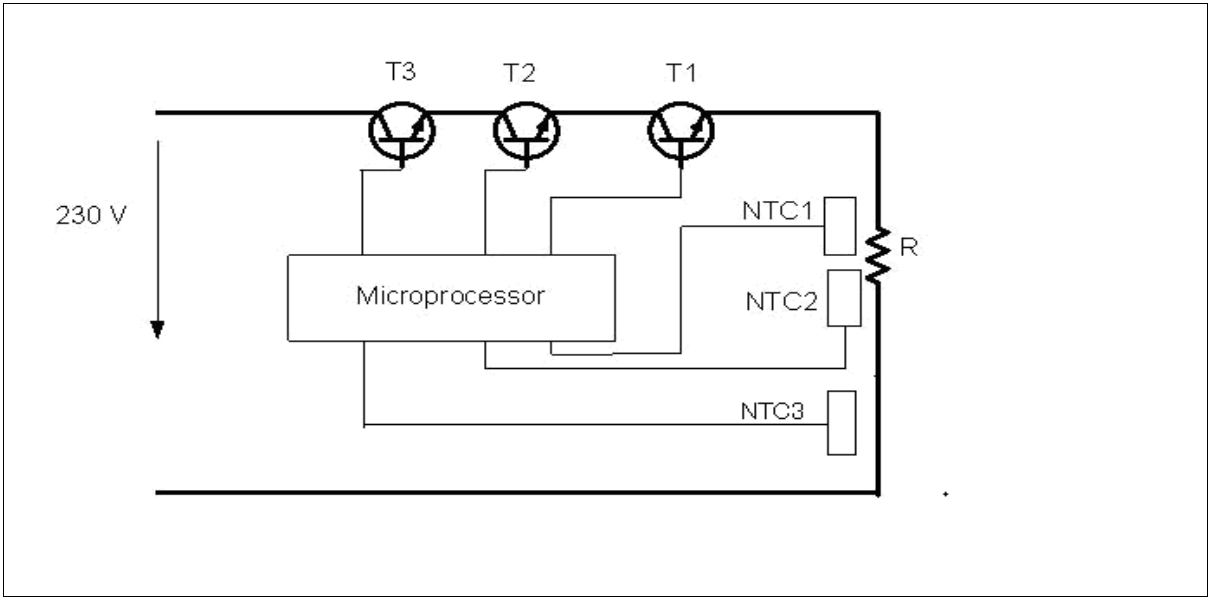 T3
T2
T1
230 V
NTC1
R
Microprocessor
NTC2
NTC3